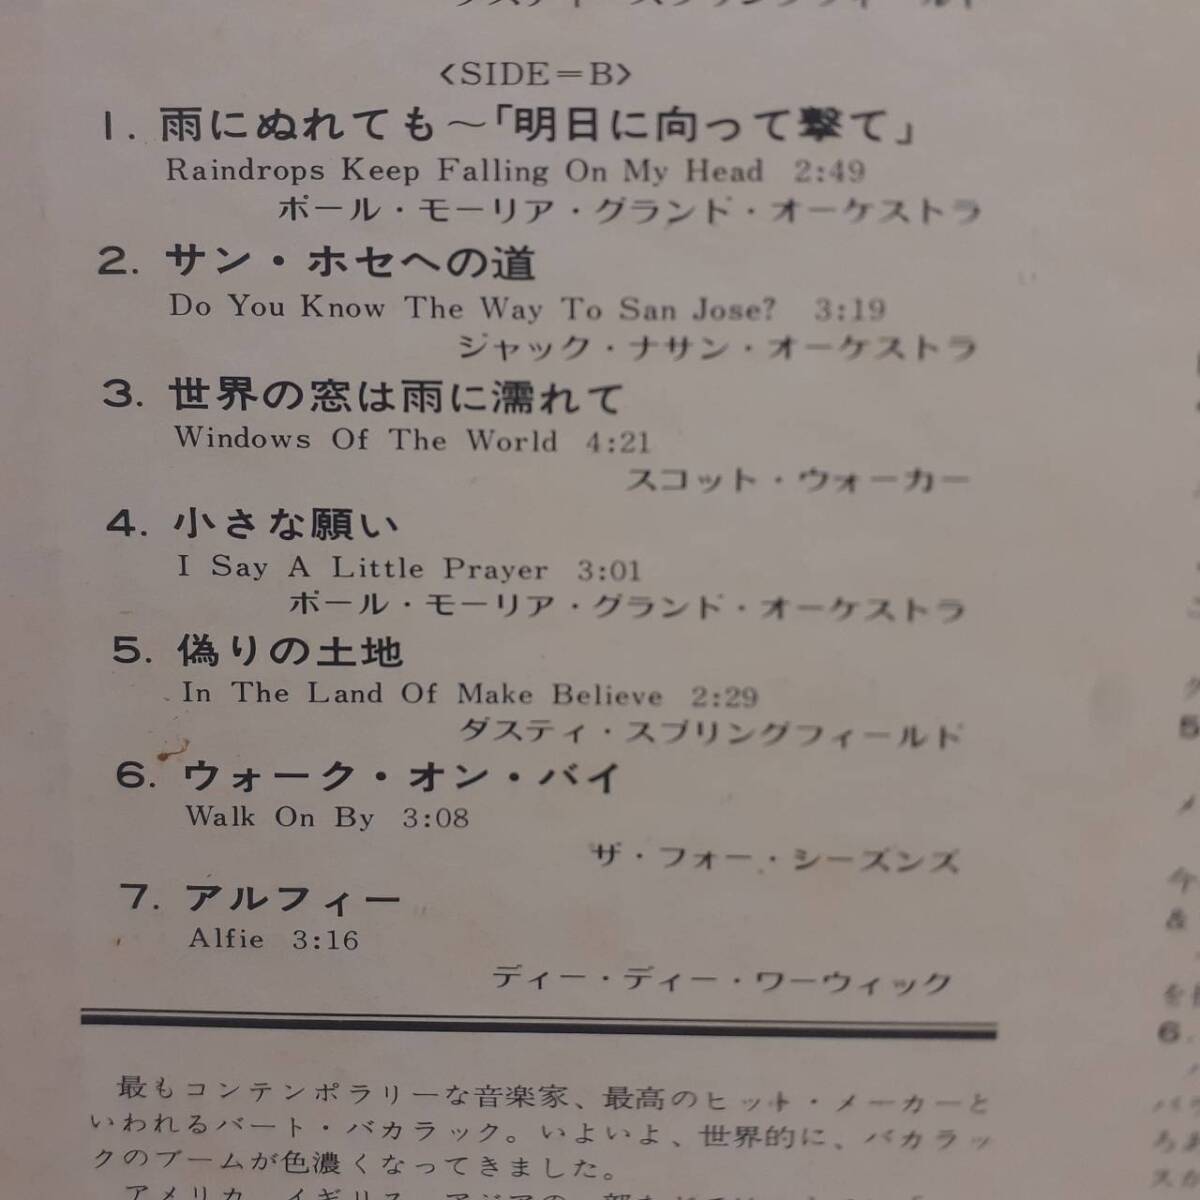 <SIDE=B>
1. 雨にぬれても〜「明日に向って撃て」
Raindrops Keep Falling On My Head 2:49
ポール・モーリア・グランド・オーケストラ
2. サン・ホセへの道
Do You Know The Way To San Jose? 3:19
ジャック・ナサン・オーケストラ
3. 世界の窓は雨に濡れて
Windows Of The World 4:21
スコット・ウォーカー
4. 小さな願い
I Say A Little Prayer 3:01
ポール・モーリア・グランド・オーケストラ
5. 偽りの土地
In The Land Of Make Believe 2:29
ダスティ・スプリングフィールド
6. ウォーク・オン・バイ
Walk On By 3:08
ザ・フォー・シーズンズ
7. アルフィー
Alfie 3:16
ディー・ディー・ワーウィック
最もコンテンポラリーな音楽家、最高のヒット・メーカーと
いわれるバート・バカラック。いよいよ、世界的に、バカラッ
クのブームが色濃くなってきました。